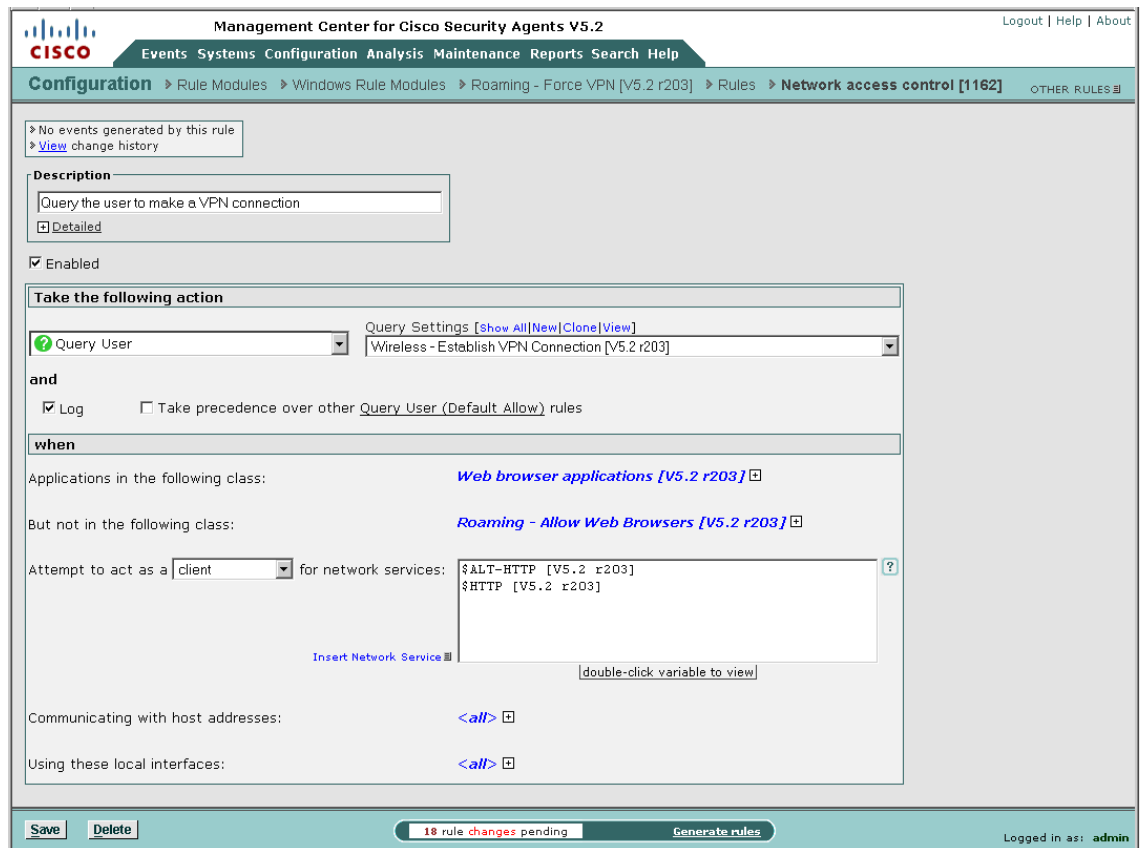 Management Center for Cisco Security Agents V5.2
Logout | Help | About
CISCO
Events Systems Configuration Analysis Maintenance Reports Search Help
Configuration > Rule Modules > Windows Rule Modules > Roaming - Force VPN [V5.2 r203] > Rules > Network access control [1162] OTHER RULES
> No events generated by this rule
> View change history
Description
Query the user to make a VPN connection
+ Detailed
Enabled
Take the following action
Query Settings [Show All|New|Clone|View]
? Query User
Wireless - Establish VPN Connection [V5.2 r203]
and
Log
Take precedence over other Query User (Default Allow) rules
when
Applications in the following class: Web browser applications [V5.2 r203] +
But not in the following class: Roaming - Allow Web Browsers [V5.2 r203] +
Attempt to act as a client for network services:
$ALT-HTTP [V5.2 r203]
$HTTP [V5.2 r203]
?
Insert Network Service
double-click variable to view
Communicating with host addresses: <all> +
Using these local interfaces: <all> +
Save Delete
18 rule changes pending Generate rules
Logged in as: admin